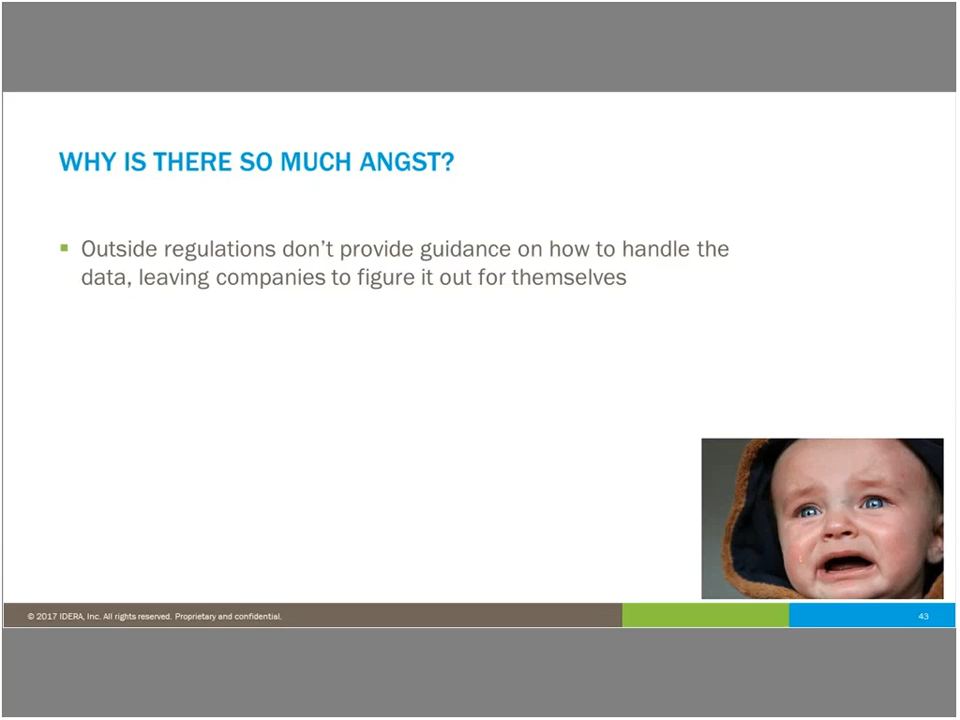 WHY IS THERE SO MUCH ANGST?
▪ Outside regulations don’t provide guidance on how to handle the
data, leaving companies to figure it out for themselves
© 2017 IDERA, Inc. All rights reserved. Proprietary and confidential.
43